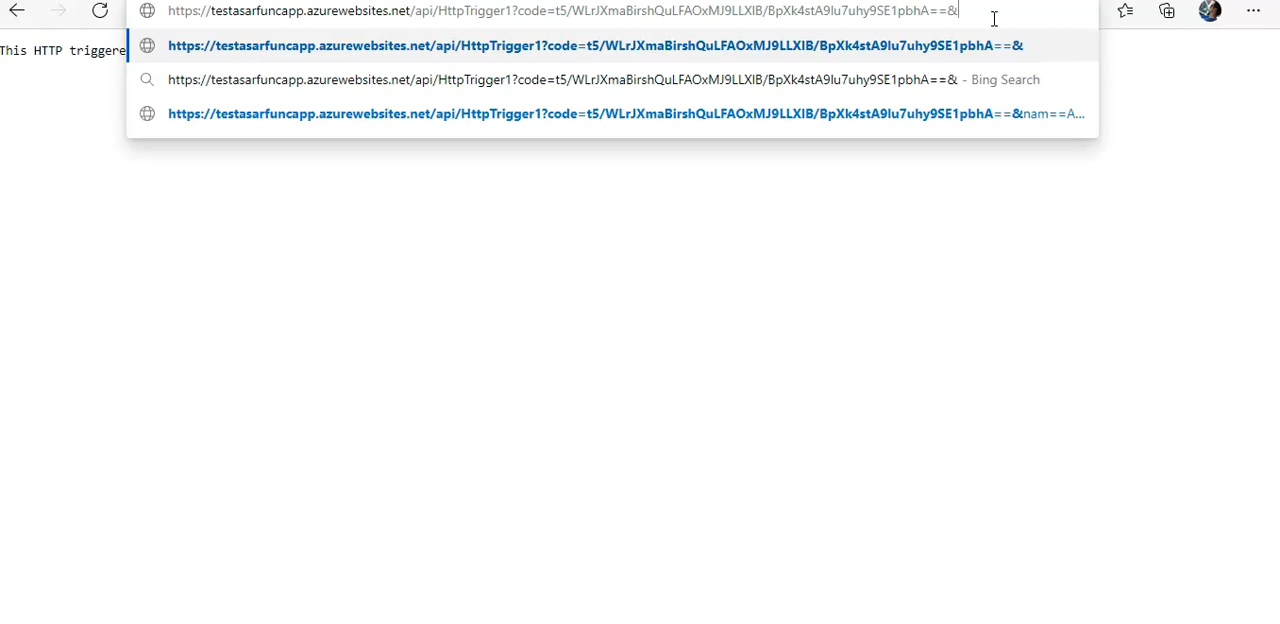 https://testasarfuncapp.azurewebsites.net/api/HttpTrigger1?code=t5/WLrJXmaBirshQuLFAOxMJ9LLXIB/BpXk4stA9lu7uhy9SE1pbhA==&
This HTTP triggere
https://testasarfuncapp.azurewebsites.net/api/HttpTrigger1?code=t5/WLrJXmaBirshQuLFAOxMJ9LLXIB/BpXk4stA9lu7uhy9SE1pbhA==&
https://testasarfuncapp.azurewebsites.net/api/HttpTrigger1?code=t5/WLrJXmaBirshQuLFAOxMJ9LLXIB/BpXk4stA9lu7uhy9SE1pbhA==& - Bing Search
https://testasarfuncapp.azurewebsites.net/api/HttpTrigger1?code=t5/WLrJXmaBirshQuLFAOxMJ9LLXIB/BpXk4stA9lu7uhy9SE1pbhA==&nam==A...